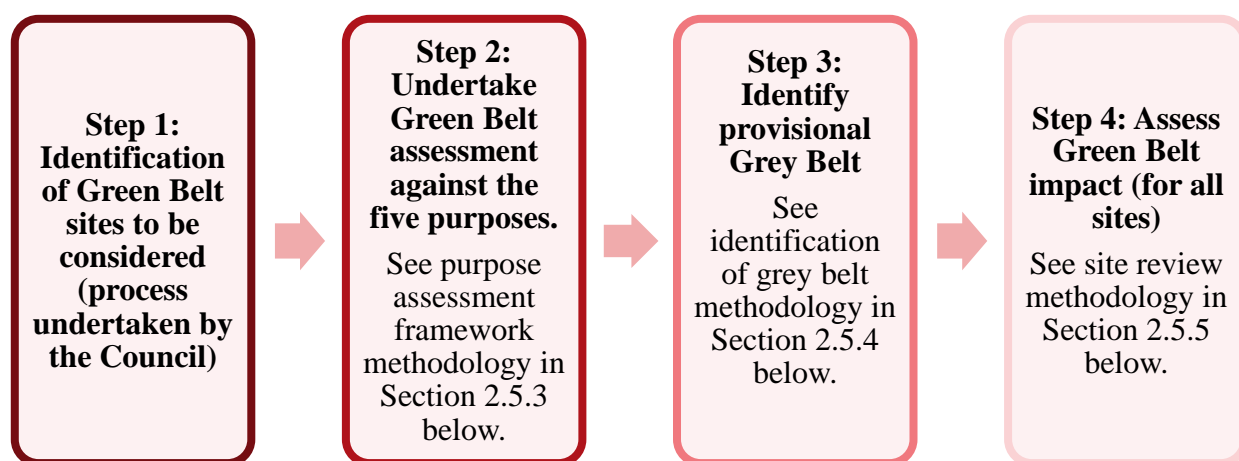 Step 1:
Identification
of Green Belt
sites to be
considered
(process
undertaken by
the Council)
Step 2:
Undertake
Green Belt
assessment
against the
five purposes.
See purpose
assessment
framework
methodology in
Section 2.5.3
below.
Step 3:
Identify
provisional
Grey Belt
See
identification
of grey belt
methodology in
Section 2.5.4
below.
Step 4: Assess
Green Belt
impact (for all
sites)
See site review
methodology in
Section 2.5.5
below.